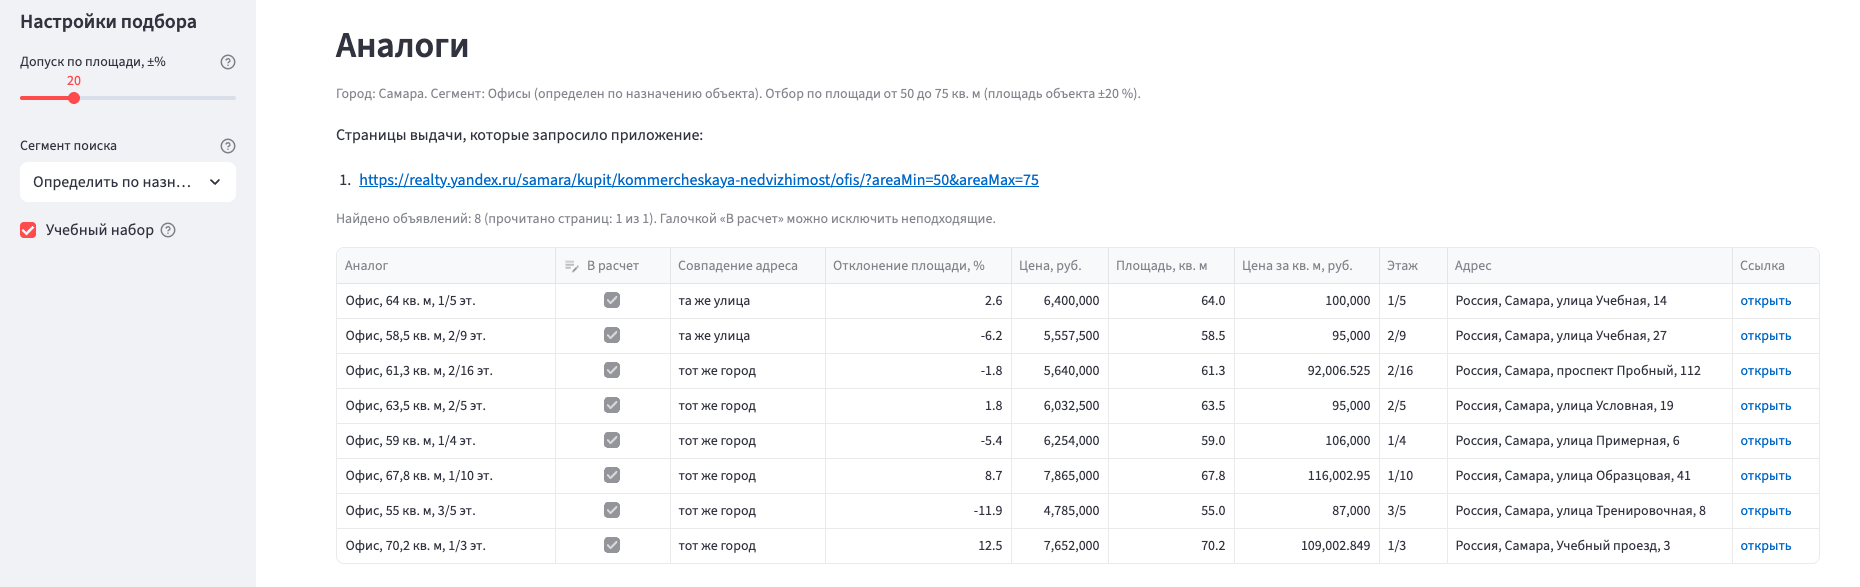 Настройки подбора
Допуск по площади, ±%
20
Сегмент поиска
Определить по назн...
Учебный набор
Аналоги
Город: Самара. Сегмент: Офисы (определен по назначению объекта). Отбор по площади от 50 до 75 кв. м (площадь объекта ±20 %).
Страницы выдачи, которые запросило приложение:
1. https://realty.yandex.ru/samara/kupit/kommercheskaya-nedvizhimost/ofis/?areaMin=50&areaMax=75
Найдено объявлений: 8 (прочитано страниц: 1 из 1). Галочкой «В расчет» можно исключить неподходящие.
Аналог В расчет Совпадение адреса Отклонение площади, % Цена, руб. Площадь, кв. м Цена за кв. м, руб. Этаж Адрес Ссылка
Офис, 64 кв. м, 1/5 эт. та же улица 2.6 6,400,000 64.0 100,000 1/5 Россия, Самара, улица Учебная, 14 открыть
Офис, 58,5 кв. м, 2/9 эт. та же улица -6.2 5,557,500 58.5 95,000 2/9 Россия, Самара, улица Учебная, 27 открыть
Офис, 61,3 кв. м, 2/16 эт. тот же город -1.8 5,640,000 61.3 92,006.525 2/16 Россия, Самара, проспект Пробный, 112 открыть
Офис, 63,5 кв. м, 2/5 эт. тот же город 1.8 6,032,500 63.5 95,000 2/5 Россия, Самара, улица Условная, 19 открыть
Офис, 59 кв. м, 1/4 эт. тот же город -5.4 6,254,000 59.0 106,000 1/4 Россия, Самара, улица Примерная, 6 открыть
Офис, 67,8 кв. м, 1/10 эт. тот же город 8.7 7,865,000 67.8 116,002.95 1/10 Россия, Самара, улица Образцовая, 41 открыть
Офис, 55 кв. м, 3/5 эт. тот же город -11.9 4,785,000 55.0 87,000 3/5 Россия, Самара, улица Тренировочная, 8 открыть
Офис, 70,2 кв. м, 1/3 эт. тот же город 12.5 7,652,000 70.2 109,002.849 1/3 Россия, Самара, Учебный проезд, 3 открыть